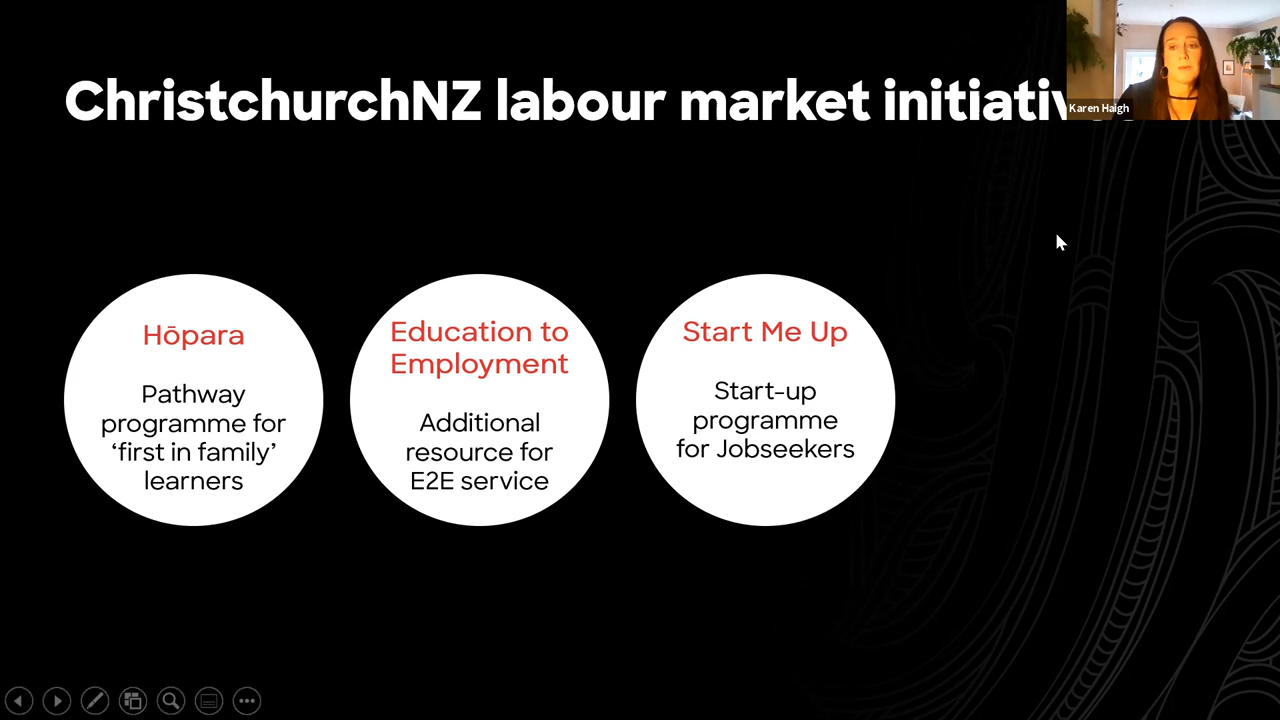 ChristchurchNZ labour market
Karen Haigh
Hōpara
Pathway
programme for
‘first in family’
learners
Education to
Employment
Additional
resource for
E2E service
Start Me Up
Start-up
programme
for Jobseekers